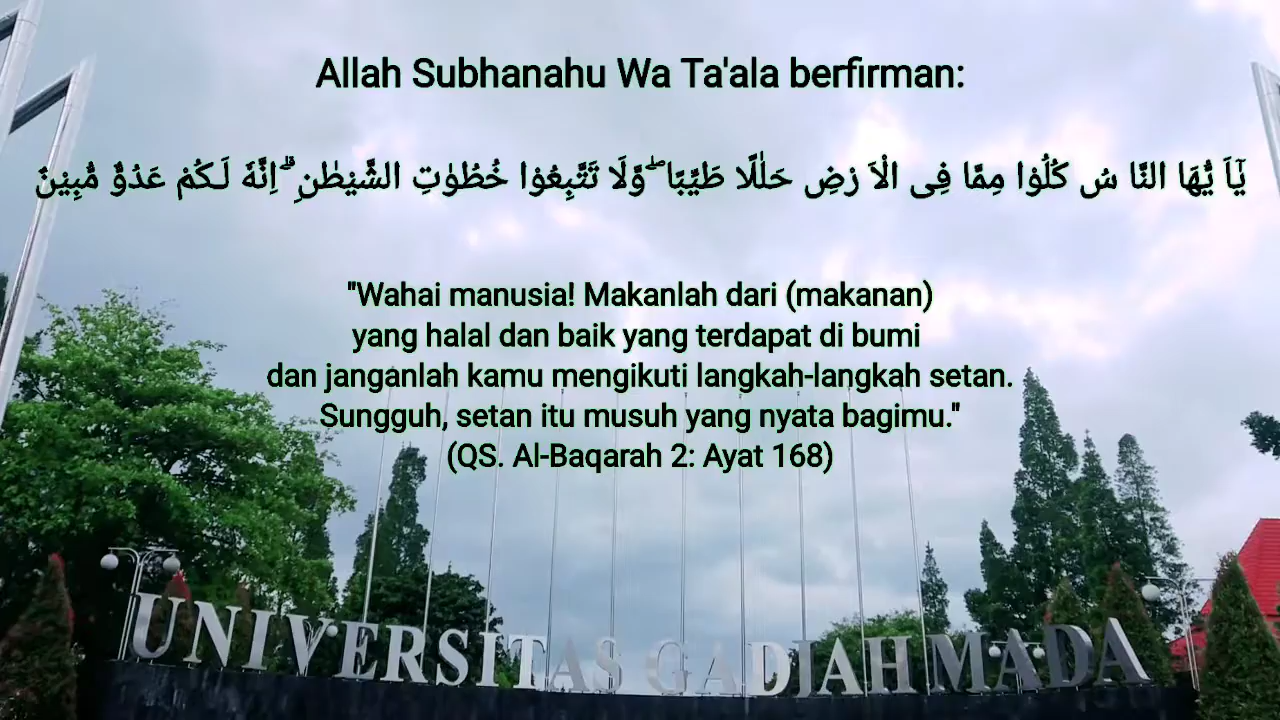 Allah Subhanahu Wa Ta'ala berfirman:
يٰۤاَ يُّهَا النَّا سُ كُلُوْا مِمَّا فِى الْاَ رْضِ حَلٰلًا طَيِّبًا ۖ وَّلَا تَتَّبِعُوْا خُطُوٰتِ الشَّيْطٰنِ ۗ اِنَّهٗ لَـكُمْ عَدُوٌّ مُّبِيْنٌ
"Wahai manusia! Makanlah dari (makanan)
yang halal dan baik yang terdapat di bumi
dan janganlah kamu mengikuti langkah-langkah setan.
Sungguh, setan itu musuh yang nyata bagimu."
(QS. Al-Baqarah 2: Ayat 168)
UNIVERSITAS GADJAH MADA